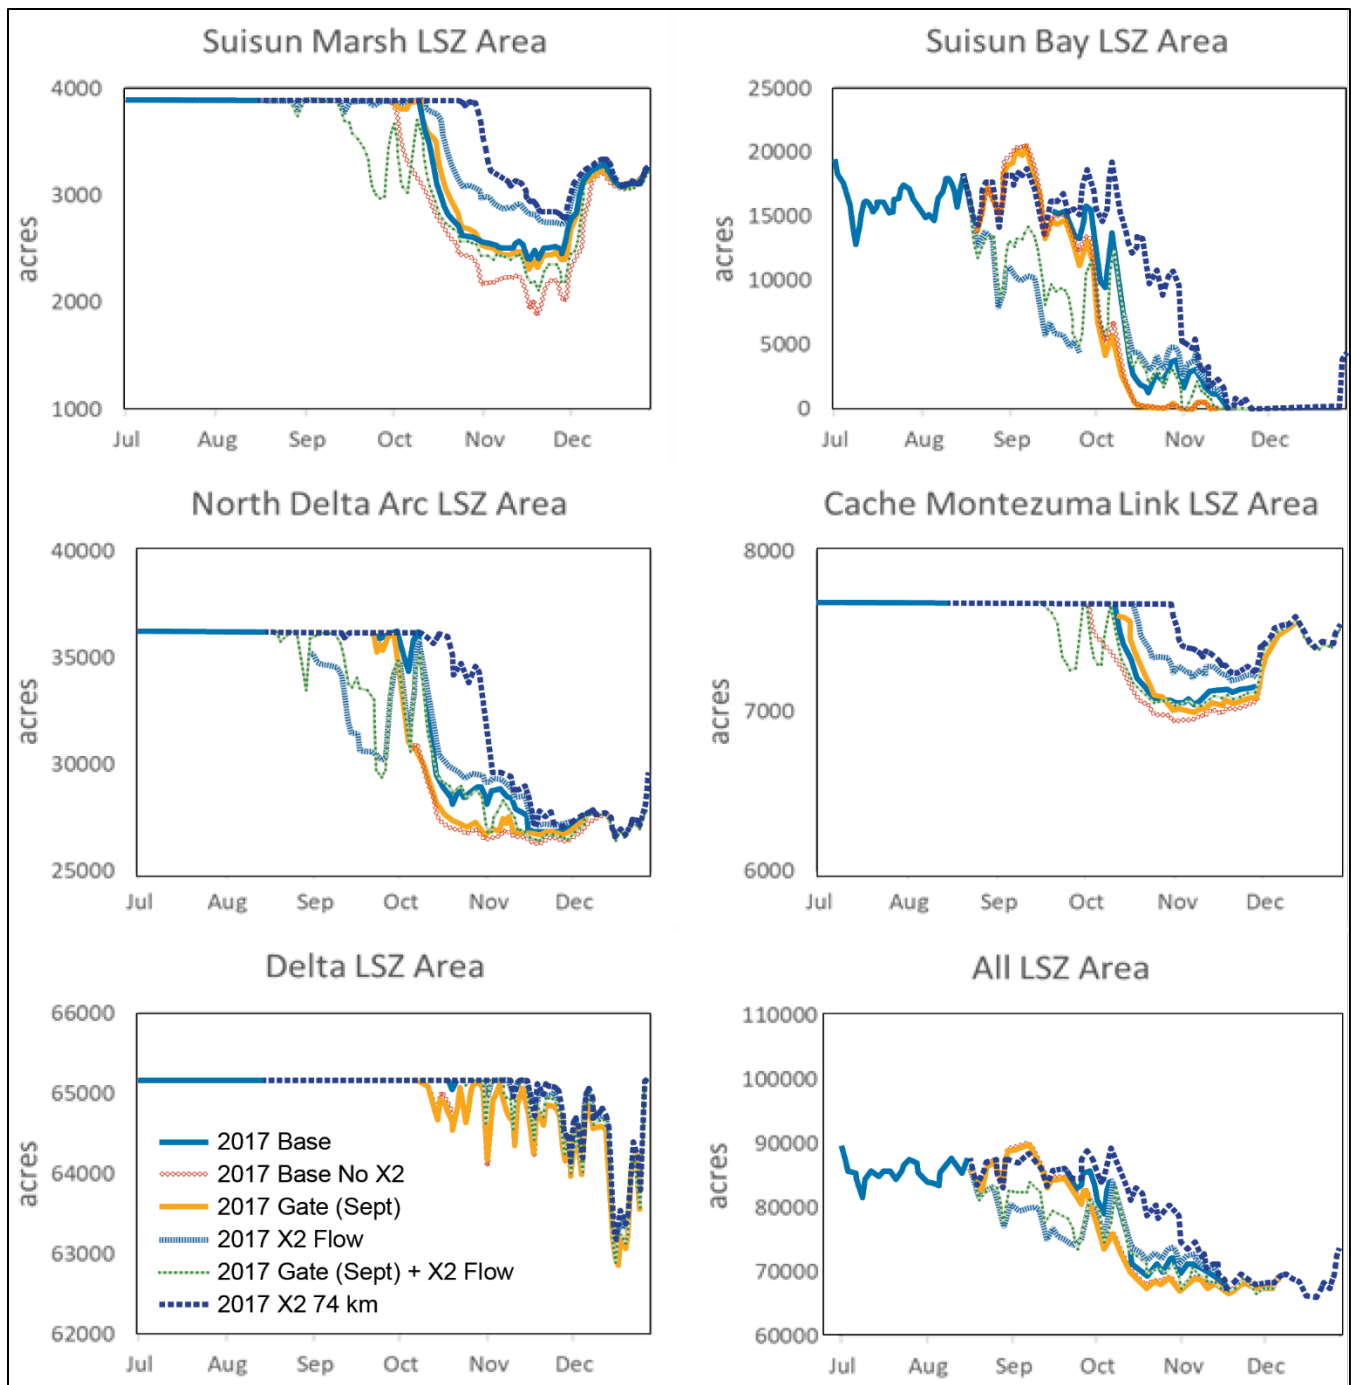 Suisun Marsh LSZ Area
4000
3000
2000
1000
acres
Jul Aug Sep Oct Nov Dec
Suisun Bay LSZ Area
25000
20000
15000
10000
5000
0
acres
Jul Aug Sep Oct Nov Dec
North Delta Arc LSZ Area
40000
35000
30000
25000
acres
Jul Aug Sep Oct Nov Dec
Cache Montezuma Link LSZ Area
8000
7000
6000
acres
Jul Aug Sep Oct Nov Dec
Delta LSZ Area
66000
65000
64000
63000
62000
acres
2017 Base
2017 Base No X2
2017 Gate (Sept)
2017 X2 Flow
2017 Gate (Sept) + X2 Flow
2017 X2 74 km
Jul Aug Sep Oct Nov Dec
All LSZ Area
110000
100000
90000
80000
70000
60000
acres
Jul Aug Sep Oct Nov Dec